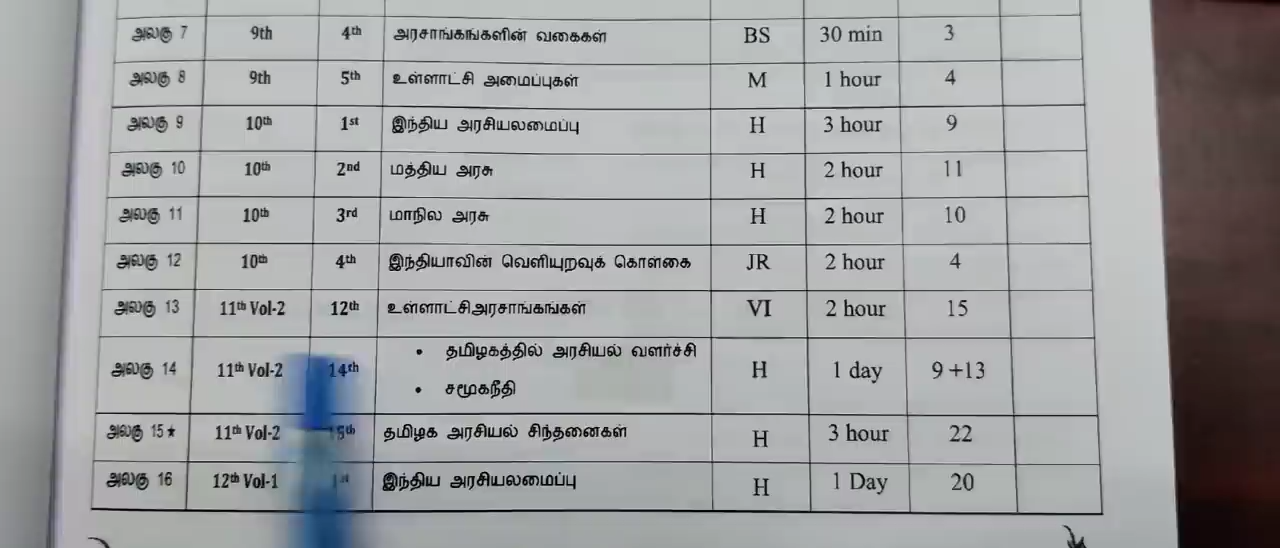 அலகு 7 9th 4th அரசாங்கங்களின் வகைகள் BS 30 min 3
அலகு 8 9th 5th உள்ளாட்சி அமைப்புகள் M 1 hour 4
அலகு 9 10th 1st இந்திய அரசியலமைப்பு H 3 hour 9
அலகு 10 10th 2nd மத்திய அரசு H 2 hour 11
அலகு 11 10th 3rd மாநில அரசு H 2 hour 10
அலகு 12 10th 4th இந்தியாவின் வெளியுறவுக் கொள்கை JR 2 hour 4
அலகு 13 11th Vol-2 12th உள்ளாட்சிஅரசாங்கங்கள் VI 2 hour 15
அலகு 14 11th Vol-2 14th • தமிழகத்தில் அரசியல் வளர்ச்சி H 1 day 9 +13
• சமூகநீதி
அலகு 15★ 11th Vol-2 15th தமிழக அரசியல் சிந்தனைகள் H 3 hour 22
அலகு 16 12th Vol-1 1st இந்திய அரசியலமைப்பு H 1 Day 20